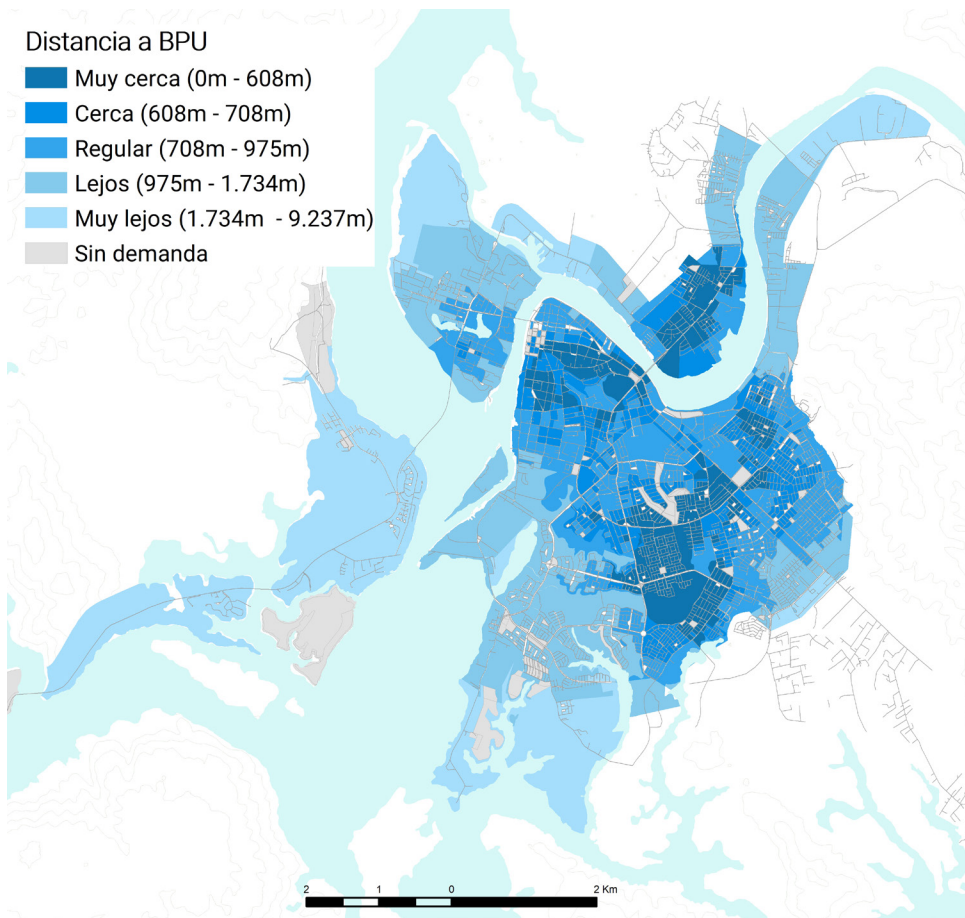 Distancia a BPU
Muy cerca (0m - 608m)
Cerca (608m - 708m)
Regular (708m - 975m)
Lejos (975m - 1.734m)
Muy lejos (1.734m - 9.237m)
Sin demanda
2 1 0 2 Km